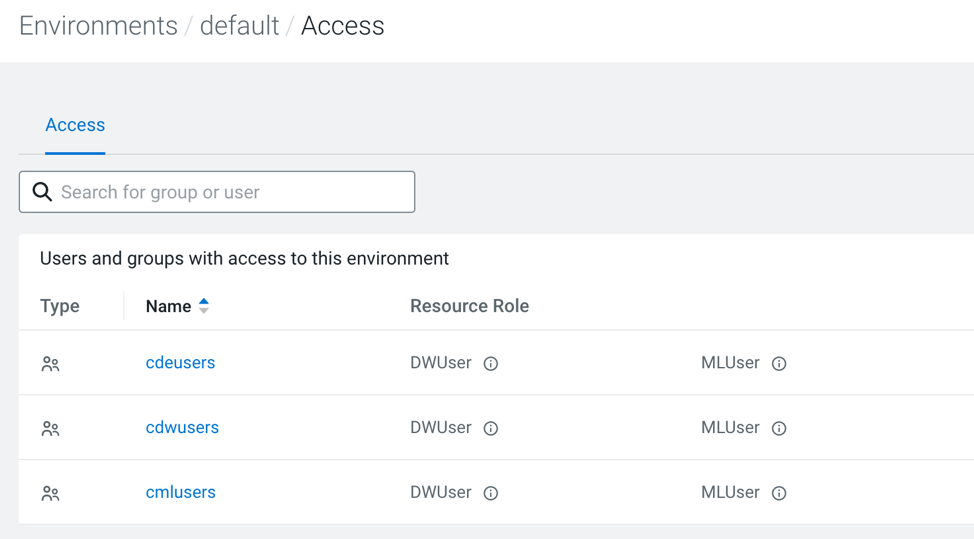 Environments / default / Access
Access
Search for group or user
Users and groups with access to this environment
Type Name Resource Role
cdeusers DWUser MLUser
cdwusers DWUser MLUser
cmlusers DWUser MLUser